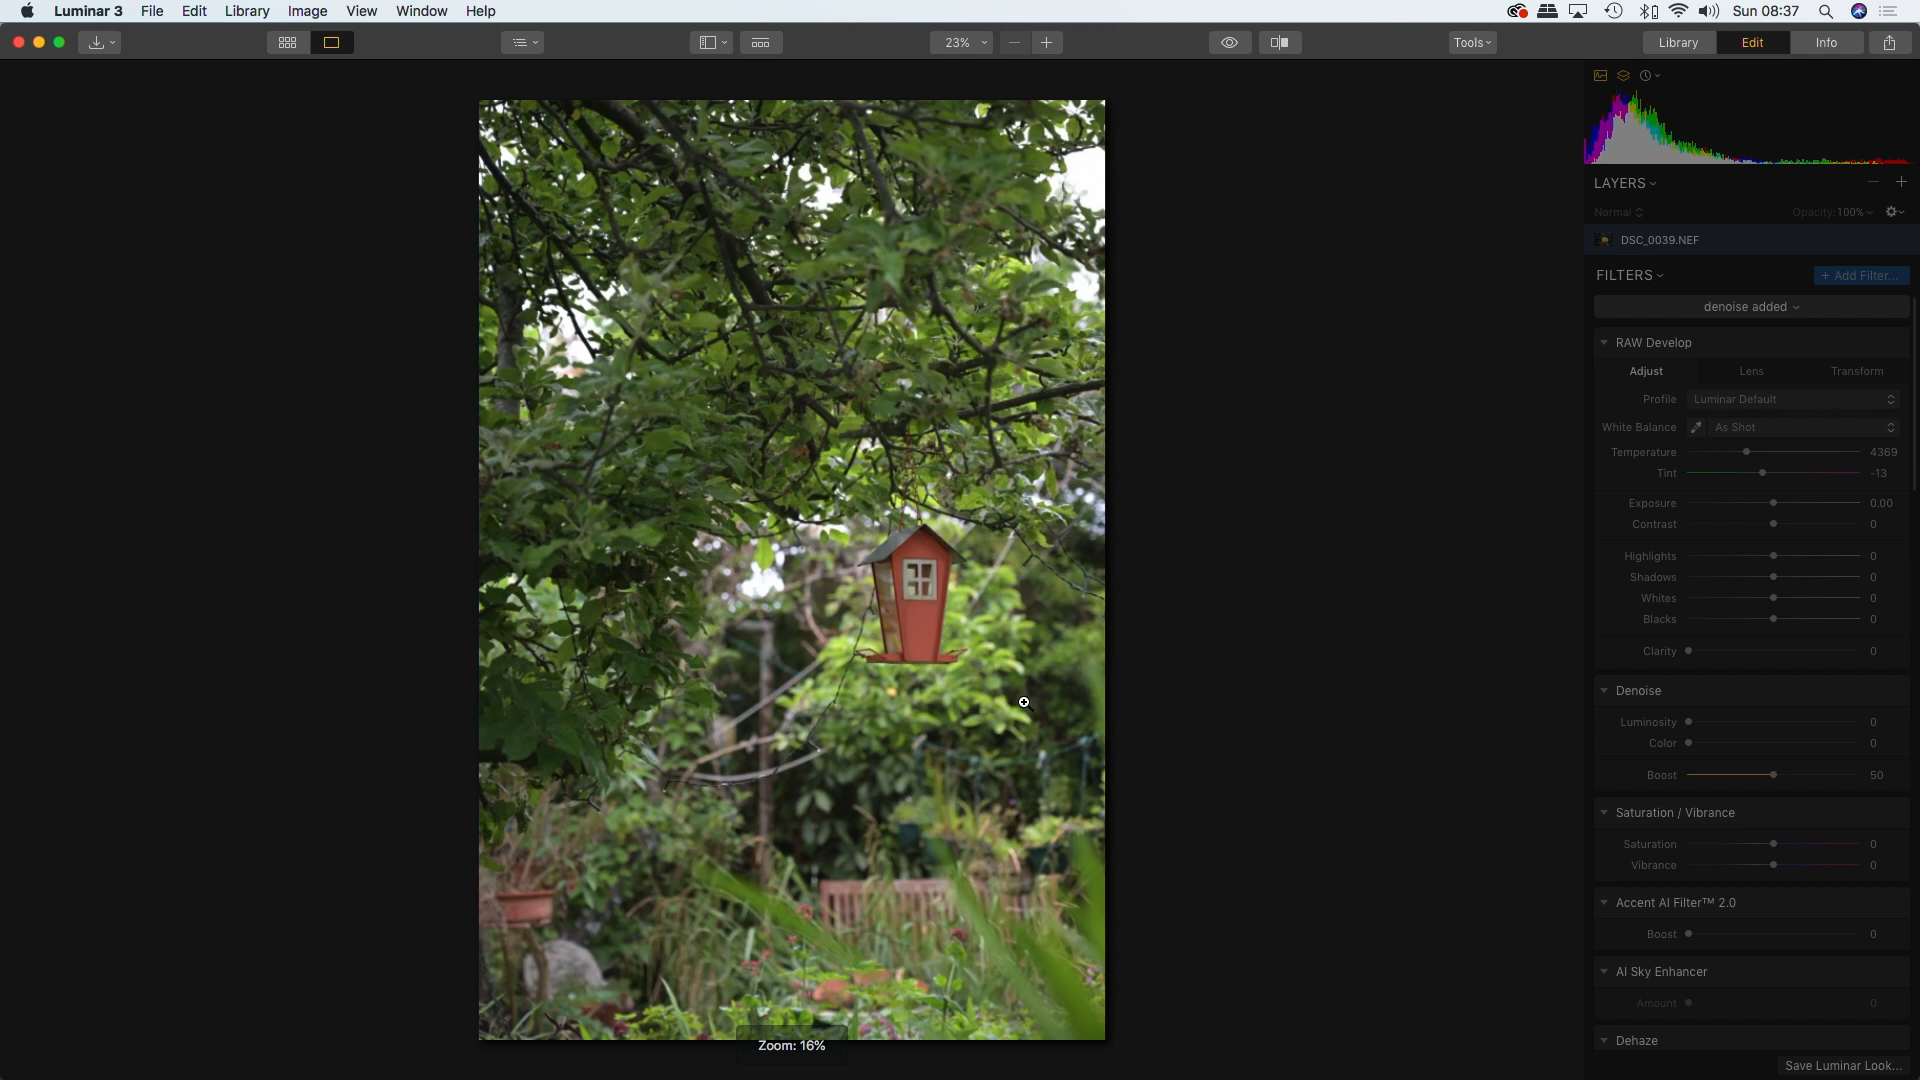 Luminar 3 File Edit Library Image View Window Help Sun 08:37
23% Tools Library Edit Info
LAYERS
Normal Opacity: 100%
DSC_0039.NEF
FILTERS + Add Filter...
denoise added
RAW Develop
Adjust Lens Transform
Profile Luminar Default
White Balance As Shot
Temperature 4369
Tint -13
Exposure 0.00
Contrast 0
Highlights 0
Shadows 0
Whites 0
Blacks 0
Clarity 0
Denoise
Luminosity 0
Color 0
Boost 50
Saturation / Vibrance
Saturation 0
Vibrance 0
Accent AI Filter™ 2.0
Boost 0
AI Sky Enhancer
Amount 0
Dehaze
Zoom: 16%
Save Luminar Look...